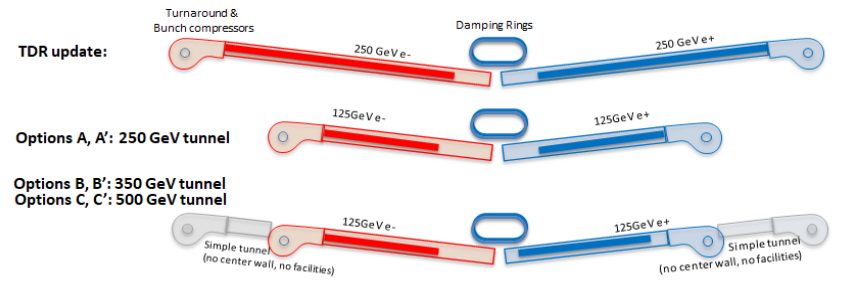 Turnaround &
Bunch compressors
Damping Rings
TDR update:
250 GeV e-
250 GeV e+
Options A, A’: 250 GeV tunnel
125GeV e-
125GeV e+
Options B, B’: 350 GeV tunnel
Options C, C’: 500 GeV tunnel
125GeV e-
125GeV e+
Simple tunnel
(no center wall, no facilities)
Simple tunnel
(no center wall, no facilities)